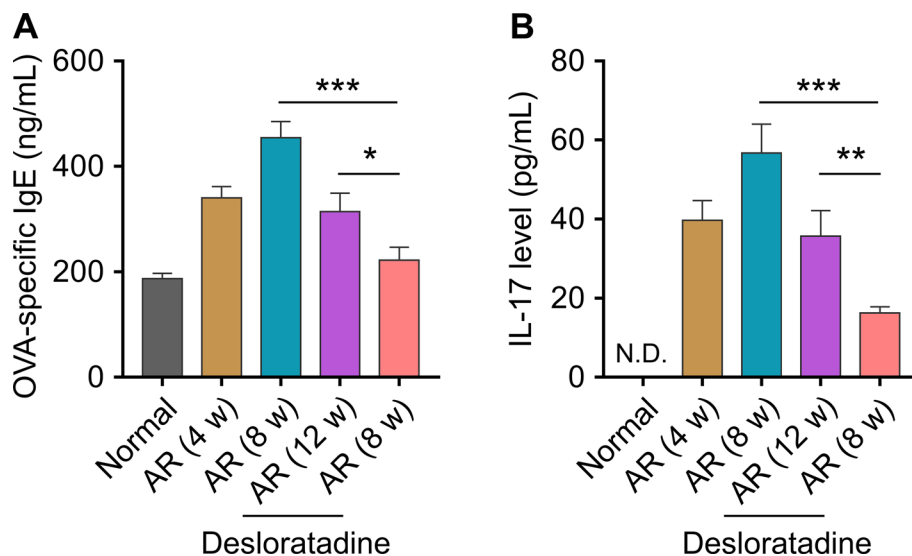 A
OVA-specific IgE (ng/mL)
600
400
200
0
***
*
Normal
AR (4 w)
AR (8 w)
AR (12 w)
AR (8 w)
Desloratadine
B
IL-17 level (pg/mL)
80
60
40
20
0
***
**
N.D.
Normal
AR (4 w)
AR (8 w)
AR (12 w)
AR (8 w)
Desloratadine